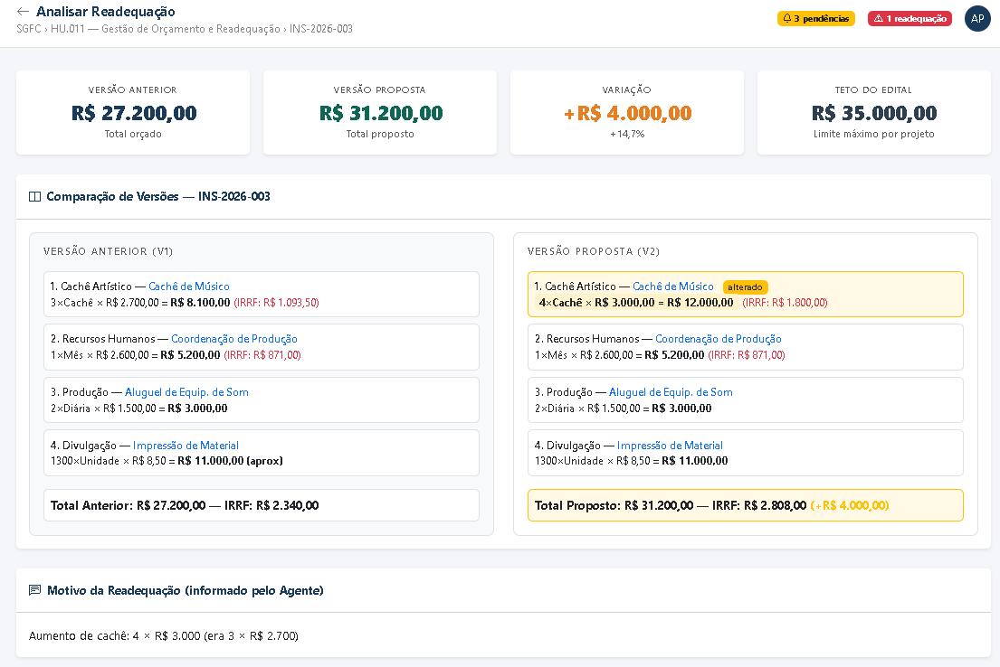 ← Analisar Readequação
SGFC › HU.011 — Gestão de Orçamento e Readequação › INS-2026-003
3 pendências
1 readequação
AP
VERSÃO ANTERIOR
R$ 27.200,00
Total orçado
VERSÃO PROPOSTA
R$ 31.200,00
Total proposto
VARIAÇÃO
+R$ 4.000,00
+14,7%
TETO DO EDITAL
R$ 35.000,00
Limite máximo por projeto
Comparação de Versões — INS-2026-003
VERSÃO ANTERIOR (V1)
1. Cachê Artístico — Cachê de Músico
3×Cachê × R$ 2.700,00 = R$ 8.100,00 (IRRF: R$ 1.093,50)
2. Recursos Humanos — Coordenação de Produção
1×Mês × R$ 2.600,00 = R$ 5.200,00 (IRRF: R$ 871,00)
3. Produção — Aluguel de Equip. de Som
2×Diária × R$ 1.500,00 = R$ 3.000,00
4. Divulgação — Impressão de Material
1300×Unidade × R$ 8,50 = R$ 11.000,00 (aprox)
Total Anterior: R$ 27.200,00 — IRRF: R$ 2.340,00
VERSÃO PROPOSTA (V2)
1. Cachê Artístico — Cachê de Músico alterado
4×Cachê × R$ 3.000,00 = R$ 12.000,00 (IRRF: R$ 1.800,00)
2. Recursos Humanos — Coordenação de Produção
1×Mês × R$ 2.600,00 = R$ 5.200,00 (IRRF: R$ 871,00)
3. Produção — Aluguel de Equip. de Som
2×Diária × R$ 1.500,00 = R$ 3.000,00
4. Divulgação — Impressão de Material
1300×Unidade × R$ 8,50 = R$ 11.000,00
Total Proposto: R$ 31.200,00 — IRRF: R$ 2.808,00 (+R$ 4.000,00)
Motivo da Readequação (informado pelo Agente)
Aumento de cachê: 4 × R$ 3.000 (era 3 × R$ 2.700)